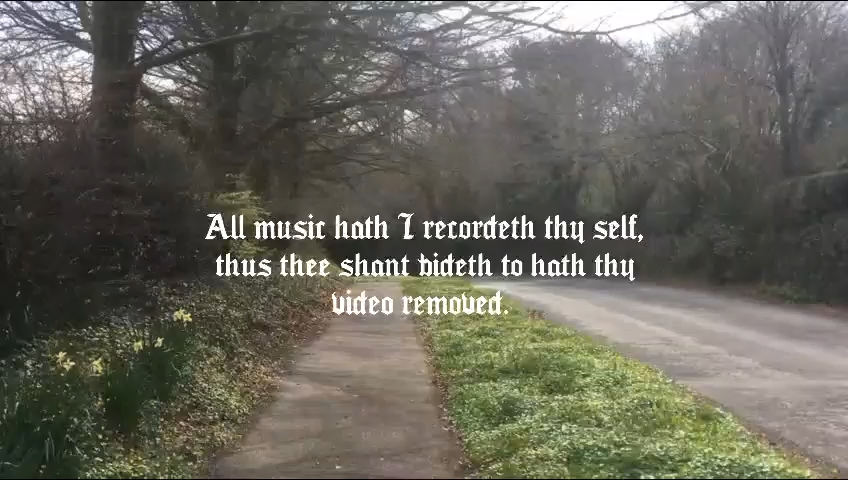 All music hath I recordeth thy self,
thus thee shant bideth to hath thy
video removed.